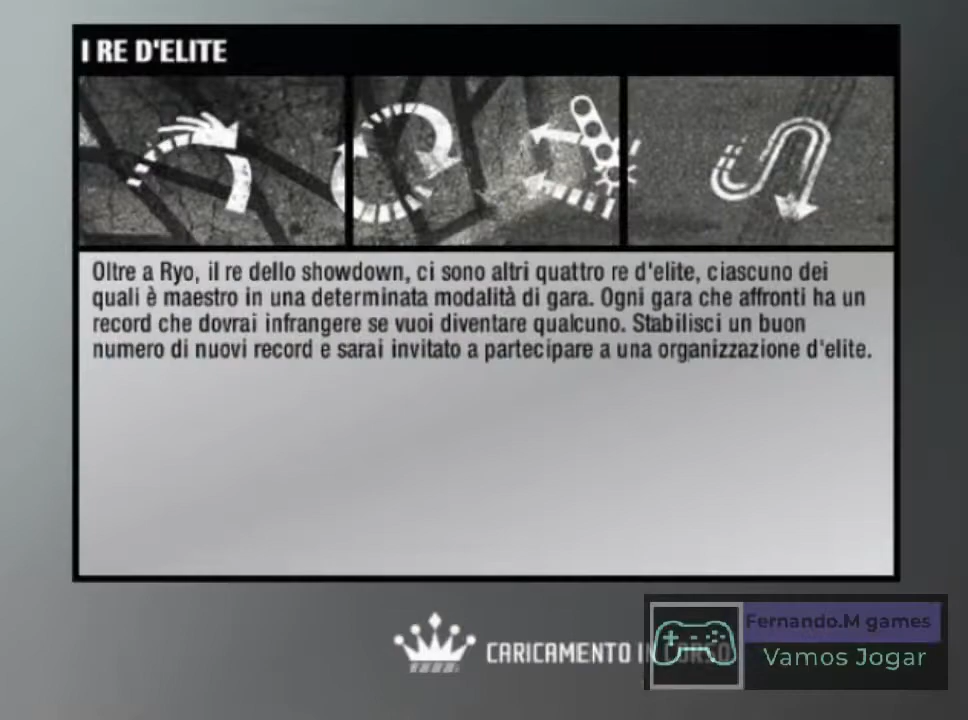 I RE D'ELITE
Oltre a Ryo, il re dello showdown, ci sono altri quattro re d'elite, ciascuno dei
quali è maestro in una determinata modalità di gara. Ogni gara che affronti ha un
record che dovrai infrangere se vuoi diventare qualcuno. Stabilisci un buon
numero di nuovi record e sarai invitato a partecipare a una organizzazione d'elite.
CARICAMENTO IN CORSO
Fernando.M games
Vamos Jogar